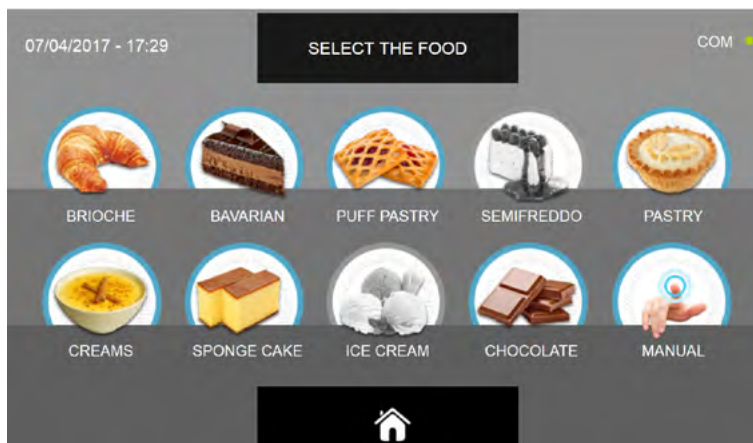 07/04/2017 - 17:29
SELECT THE FOOD
COM
BRIOCHE
BAVARIAN
PUFF PASTRY
SEMIFREDDO
PASTRY
CREAMS
SPONGE CAKE
ICE CREAM
CHOCOLATE
MANUAL